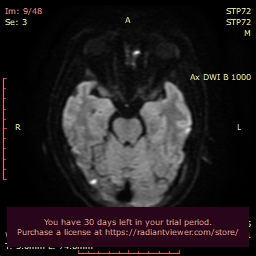 Im: 9/48
Se: 3
STP72
STP72
M
A
Ax DWI B 1000
R
L
You have 30 days left in your trial period.
Purchase a license at https://radiantviewer.com/store/